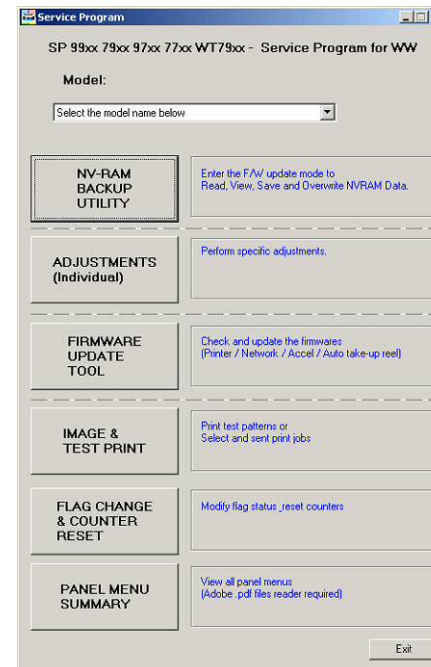 Service Program
SP 99xx 79xx 97xx 77xx WT79xx - Service Program for WW
Model:
Select the model name below
NV-RAM
BACKUP
UTILITY
Enter the F/W update mode to
Read, View, Save and Overwrite NVRAM Data.
ADJUSTMENTS
(Individual)
Perform specific adjustments.
FIRMWARE
UPDATE
TOOL
Check and update the firmwares
(Printer / Network / Accel / Auto take-up reel)
IMAGE &
TEST PRINT
Print test patterns or
Select and sent print jobs
FLAG CHANGE
& COUNTER
RESET
Modify flag status ,reset counters
PANEL MENU
SUMMARY
View all panel menus
(Adobe .pdf files reader required)
Exit